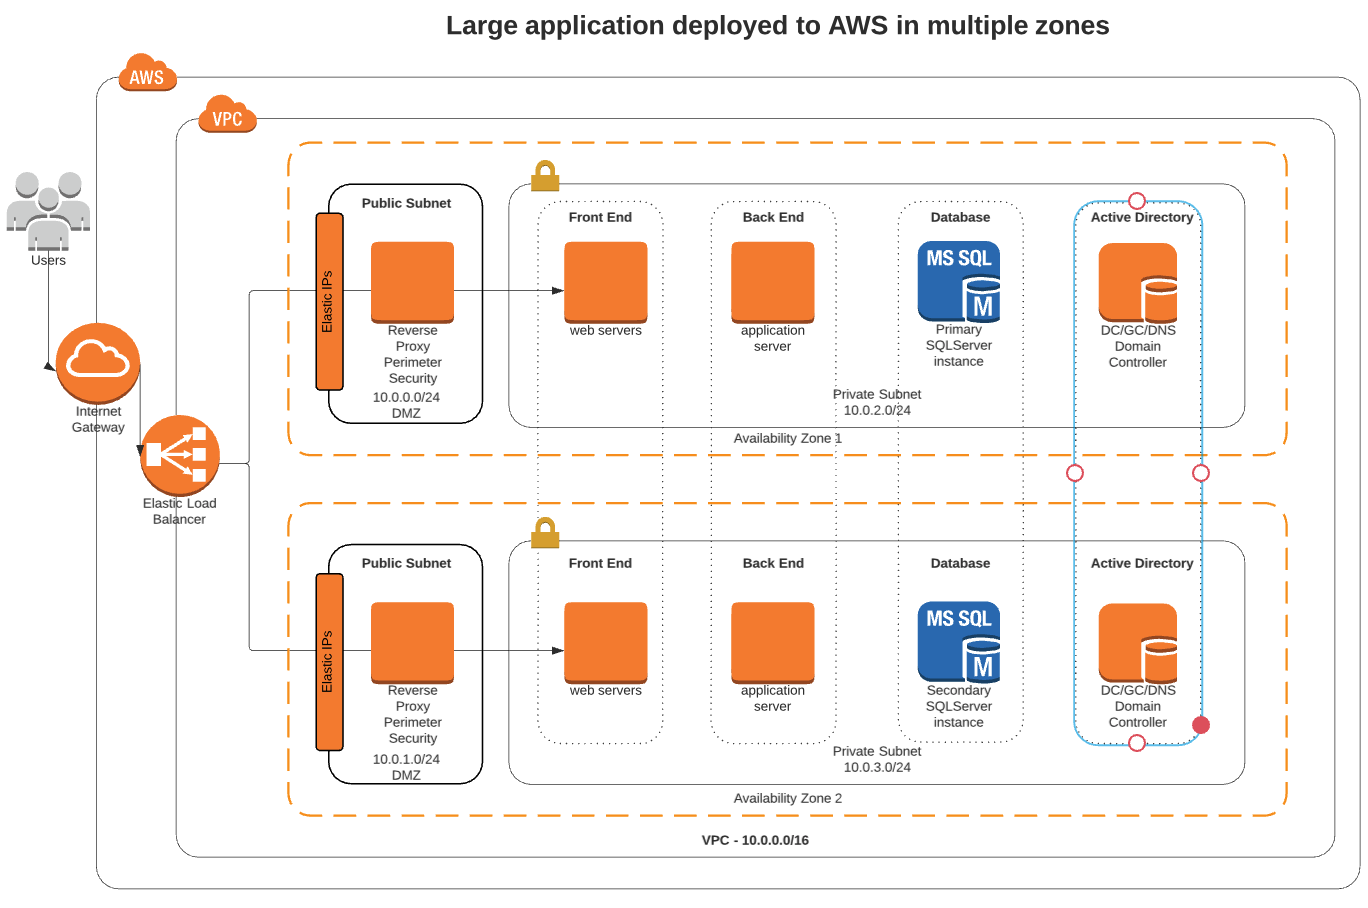 Large application deployed to AWS in multiple zones
AWS
VPC
Users
Internet
Gateway
Elastic Load
Balancer
Elastic IPs
Public Subnet
Reverse
Proxy
Perimeter
Security
10.0.0.0/24
DMZ
Front End
web servers
Back End
application
server
Database
MS SQL
M
Primary
SQLServer
instance
Active Directory
DC/GC/DNS
Domain
Controller
Private Subnet
10.0.2.0/24
Availability Zone 1
Elastic IPs
Public Subnet
Reverse
Proxy
Perimeter
Security
10.0.1.0/24
DMZ
Front End
web servers
Back End
application
server
Database
MS SQL
M
Secondary
SQLServer
instance
Active Directory
DC/GC/DNS
Domain
Controller
Private Subnet
10.0.3.0/24
Availability Zone 2
VPC - 10.0.0.0/16